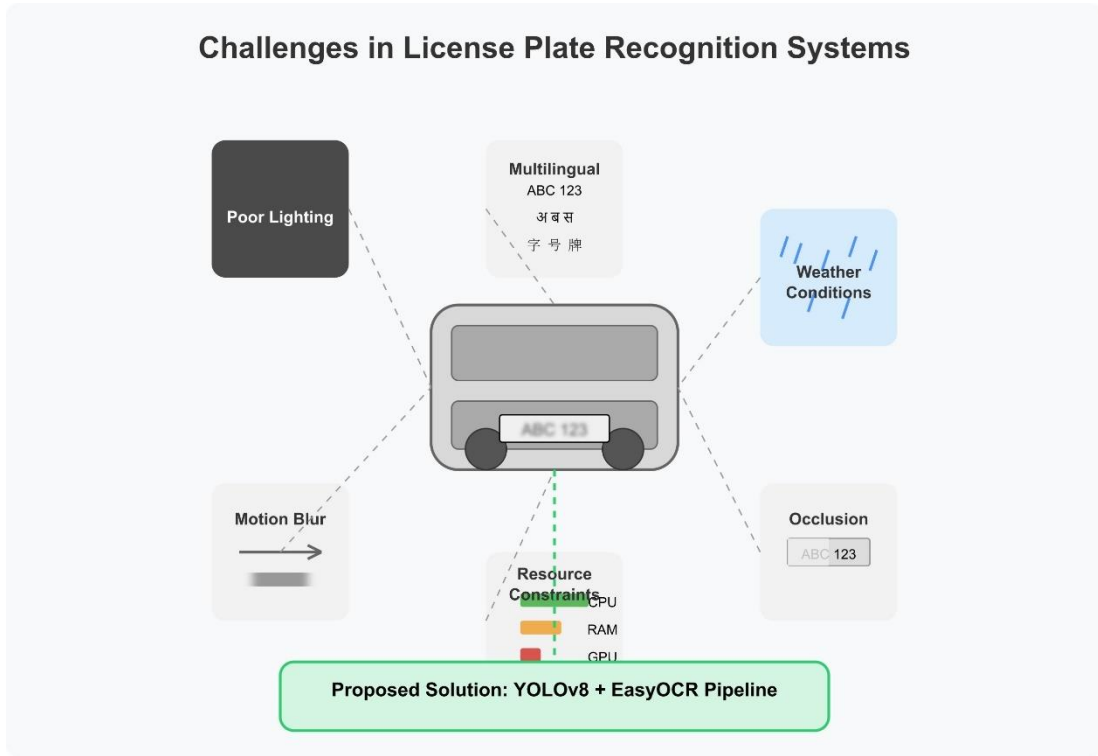 Challenges in License Plate Recognition Systems
Poor Lighting
Multilingual
ABC 123
अ ब स
字 号 牌
Weather
Conditions
ABC 123
Motion Blur
Occlusion
ABC 123
Resource
Constraints
CPU
RAM
GPU
Proposed Solution: YOLOv8 + EasyOCR Pipeline